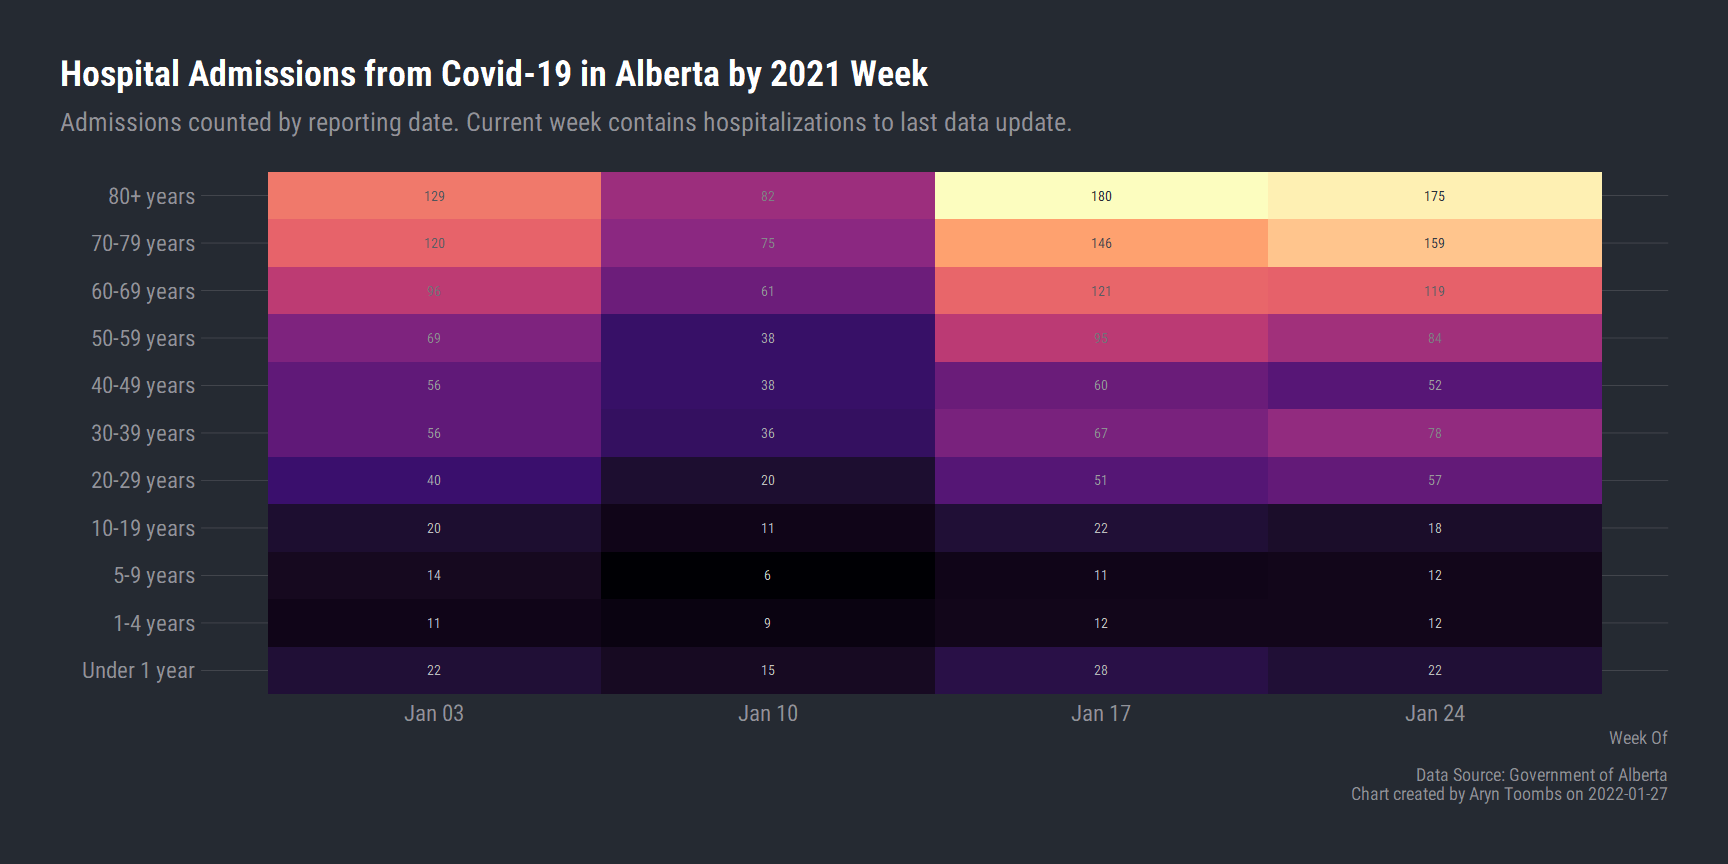 Hospital Admissions from Covid-19 in Alberta by 2021 Week
Admissions counted by reporting date. Current week contains hospitalizations to last data update.
80+ years 129 82 180 175
70-79 years 120 75 146 159
60-69 years 96 61 121 119
50-59 years 69 38 95 84
40-49 years 56 38 60 52
30-39 years 56 36 67 78
20-29 years 40 20 51 57
10-19 years 20 11 22 18
5-9 years 14 6 11 12
1-4 years 11 9 12 12
Under 1 year 22 15 28 22
Jan 03 Jan 10 Jan 17 Jan 24
Week Of
Data Source: Government of Alberta
Chart created by Aryn Toombs on 2022-01-27